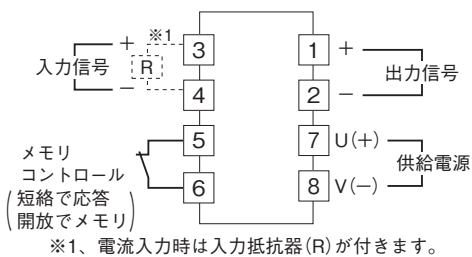 ※1
入力信号
+
R
−
3
4
5
6
1
2
7
8
+
−
出力信号
U(+)
V(−)
供給電源
メモリ
コントロール
(短絡で応答
開放でメモリ)
※1、電流入力時は入力抵抗器(R)が付きます。